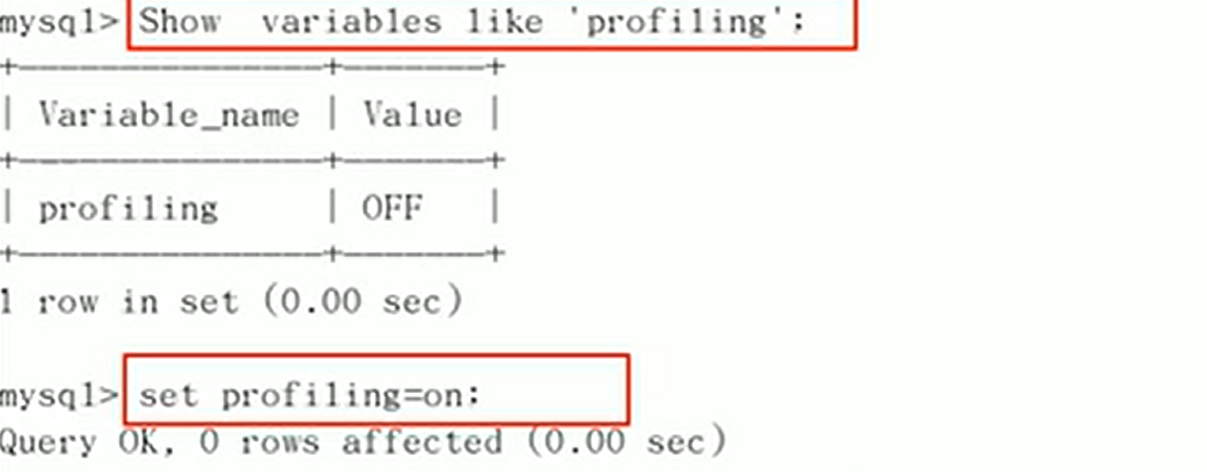 mysql> Show  variables like 'profiling';
+---------------+-------+
| Variable_name | Value |
+---------------+-------+
| profiling     | OFF   |
+---------------+-------+
1 row in set (0.00 sec)
mysql> set profiling=on;
Query OK, 0 rows affected (0.00 sec)